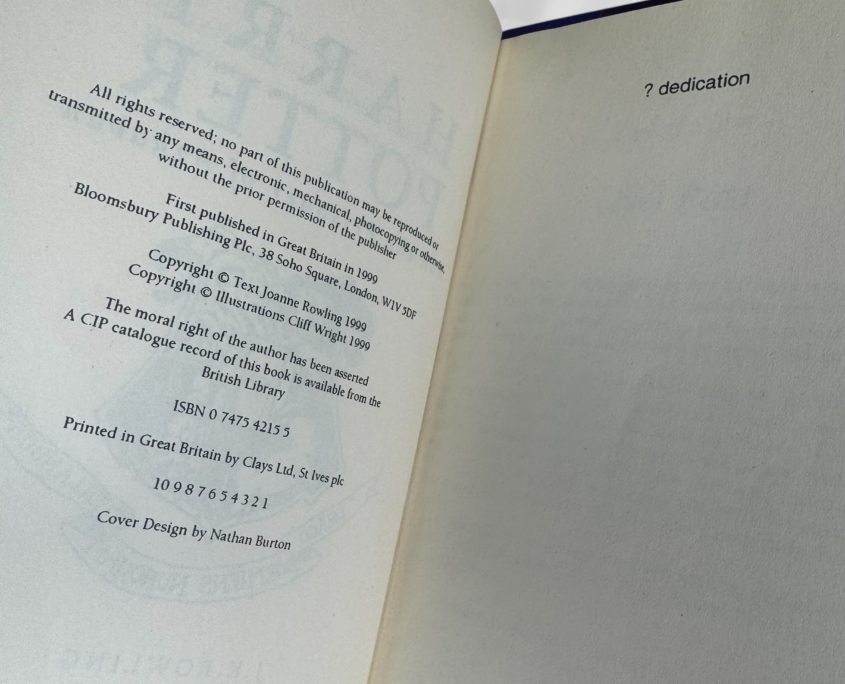 All rights reserved; no part of this publication may be reproduced or
transmitted by any means, electronic, mechanical, photocopying or otherwise,
without the prior permission of the publisher
First published in Great Britain in 1999
Bloomsbury Publishing Plc, 38 Soho Square, London, W1V 5DF
Copyright © Text Joanne Rowling 1999
Copyright © Illustrations Cliff Wright 1999
The moral right of the author has been asserted
A CIP catalogue record of this book is available from the
British Library
ISBN 0 7475 4215 5
Printed in Great Britain by Clays Ltd, St Ives plc
10 9 8 7 6 5 4 3 2 1
Cover Design by Nathan Burton
? dedication